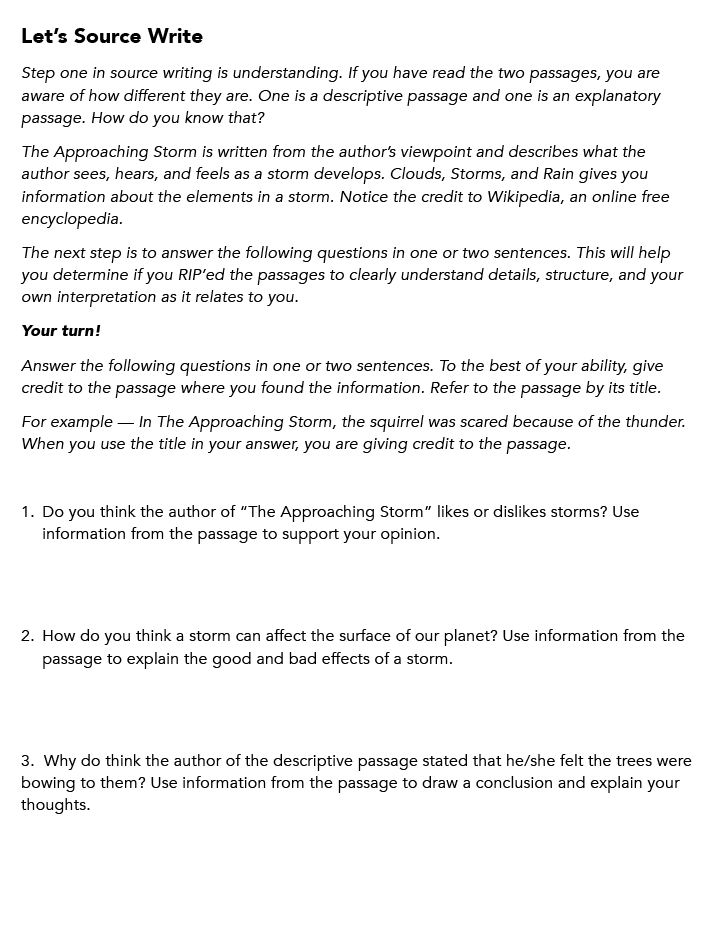 Let’s Source Write
Step one in source writing is understanding. If you have read the two passages, you are
aware of how different they are. One is a descriptive passage and one is an explanatory
passage. How do you know that?
The Approaching Storm is written from the author’s viewpoint and describes what the
author sees, hears, and feels as a storm develops. Clouds, Storms, and Rain gives you
information about the elements in a storm. Notice the credit to Wikipedia, an online free
encyclopedia.
The next step is to answer the following questions in one or two sentences. This will help
you determine if you RIP’ed the passages to clearly understand details, structure, and your
own interpretation as it relates to you.
Your turn!
Answer the following questions in one or two sentences. To the best of your ability, give
credit to the passage where you found the information. Refer to the passage by its title.
For example — In The Approaching Storm, the squirrel was scared because of the thunder.
When you use the title in your answer, you are giving credit to the passage.
1. Do you think the author of “The Approaching Storm” likes or dislikes storms? Use
information from the passage to support your opinion.
2. How do you think a storm can affect the surface of our planet? Use information from the
passage to explain the good and bad effects of a storm.
3. Why do think the author of the descriptive passage stated that he/she felt the trees were
bowing to them? Use information from the passage to draw a conclusion and explain your
thoughts.